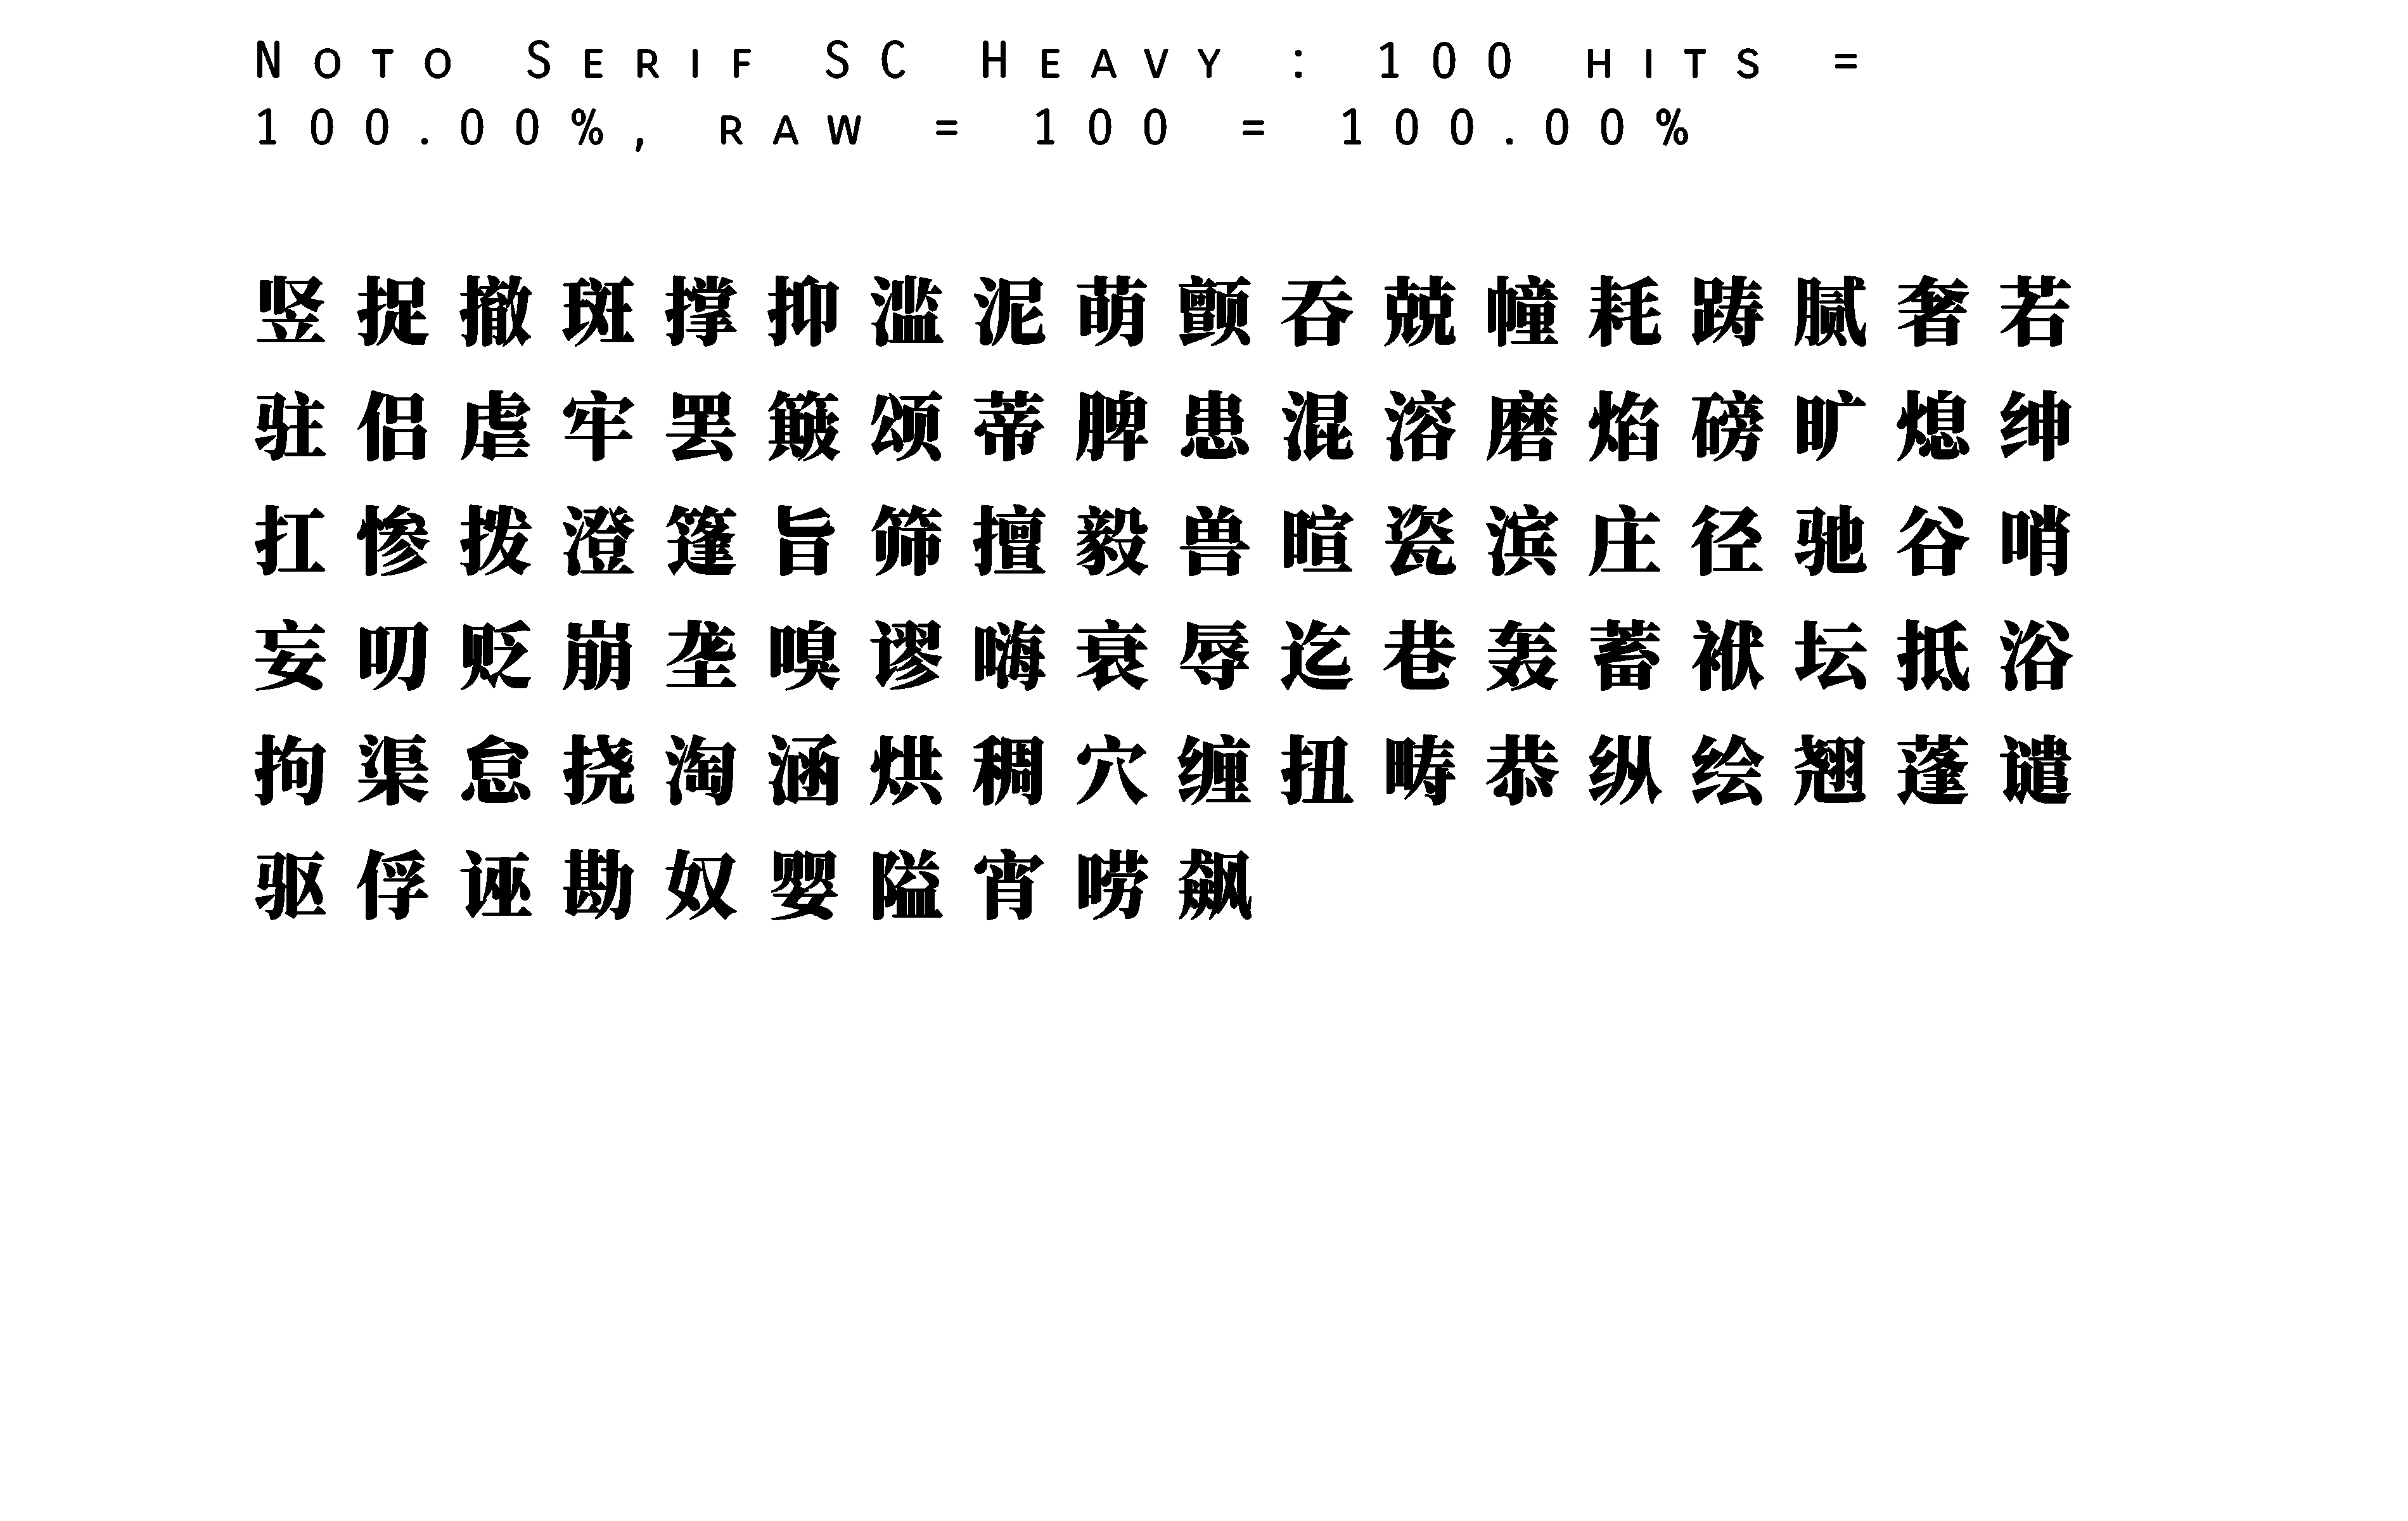 Noto Serif SC Heavy : 100 hits =
100.00%, raw = 100 = 100.00%
竖捉撤斑撑抑滥泥萌颤吞兢幢耗踌腻奢若
驻侣虐牢罢簸颂蒂脾患混溶磨焰磅旷熄绅
扛惨拨澄篷旨筛擅毅兽暄瓷滨庄径驰谷哨
妄叨贬崩垄嗅谬嗨衰辱迄巷轰蓄袱坛抵浴
拘渠怠挠淘涵烘稠穴缠扭畴恭纵绘翘蓬谴
驱俘诬勘奴婴隘宵唠飙